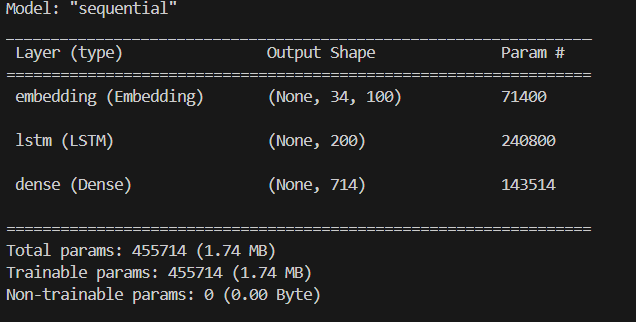 Model: "sequential"
_________________________________________________________________
Layer (type)                Output Shape              Param #
=================================================================
embedding (Embedding)       (None, 34, 100)           71400
lstm (LSTM)                 (None, 200)               240800
dense (Dense)               (None, 714)               143514
=================================================================
Total params: 455714 (1.74 MB)
Trainable params: 455714 (1.74 MB)
Non-trainable params: 0 (0.00 Byte)